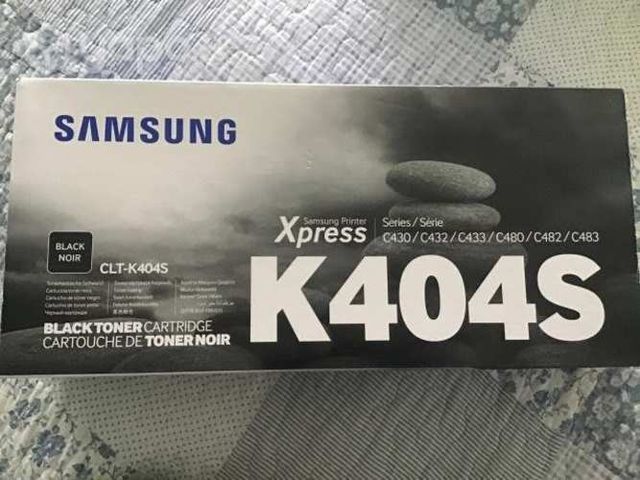 SAMSUNG
Samsung Printer
Xpress
Series / Série
C430 / C432 / C433 / C480 / C482 / C483
BLACK
NOIR
CLT-K404S
K404S
BLACK TONER CARTRIDGE
CARTOUCHE DE TONER NOIR